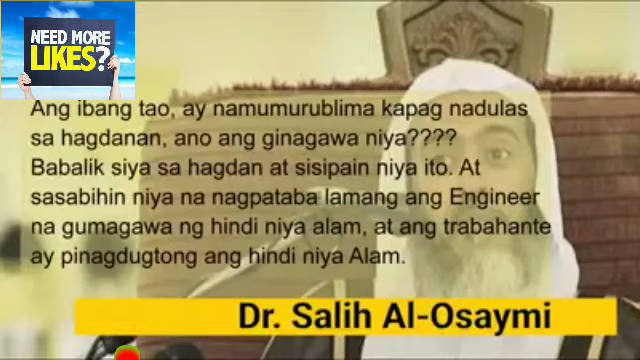 NEED MORE
LIKES?
Ang ibang tao, ay namumurublima kapag nadulas
sa hagdanan, ano ang ginagawa niya????
Babalik siya sa hagdan at sisipain niya ito. At
sasabihin niya na nagpataba lamang ang Engineer
na gumagawa ng hindi niya alam, at ang trabahante
ay pinagdugtong ang hindi niya Alam.
Dr. Salih Al-Osaymi